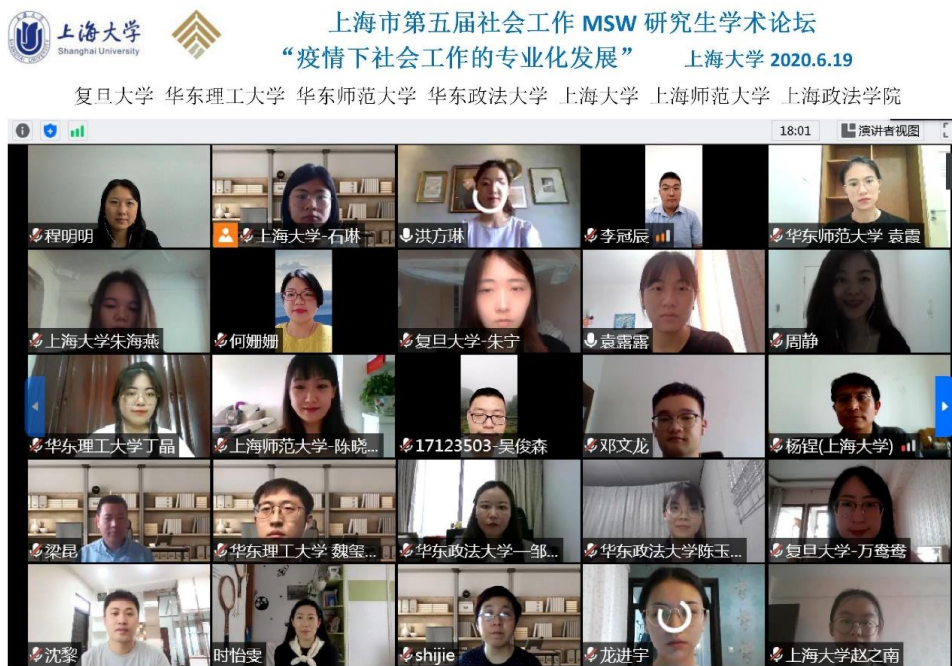 上海大学
Shanghai University
上海市第五届社会工作 MSW 研究生学术论坛
“疫情下社会工作的专业化发展” 上海大学 2020.6.19
复旦大学 华东理工大学 华东师范大学 华东政法大学 上海大学 上海师范大学 上海政法学院
18:01 演讲者视图
程明明
上海大学-石琳
洪方琳
李冠辰
华东师范大学 袁霞
上海大学朱海燕
何姗姗
复旦大学-朱宁
袁露露
周静
华东理工大学丁晶
上海师范大学-陈晓...
17123503-吴俊森
邓文龙
杨锃(上海大学)
梁昆
华东理工大学 魏玺...
华东政法大学—邹...
华东政法大学陈玉...
复旦大学-万鸯鸯
沈黎
时怡雯
shijie
龙进宇
上海大学赵之南